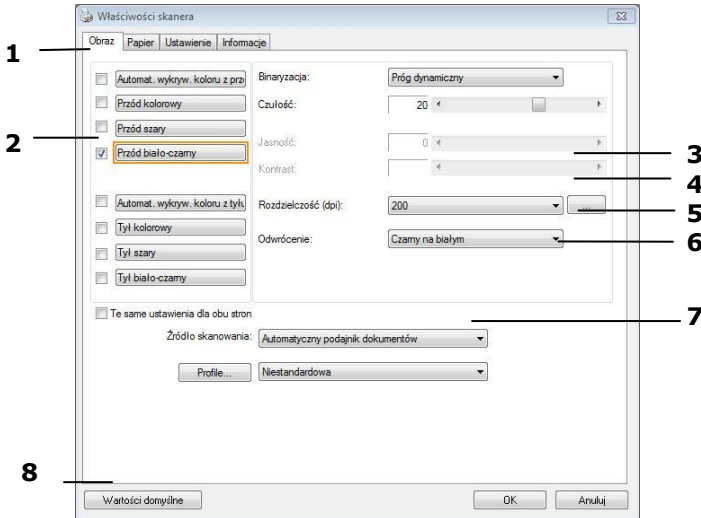 Właściwości skanera
1
Obraz Papier Ustawienie Informacje
Automat. wykryw. koloru z prz
Binaryzacja: Próg dynamiczny
Przód kolorowy
Czułość: 20
Przód szary
2
Jasność: 0
3
Przód biało-czarny
Kontrast:
4
Automat. wykryw. koloru z tyłu
Rozdzielczość (dpi): 200 ...
5
Tył kolorowy
Odwrócenie: Czarny na białym
6
Tył szary
Tył biało-czarny
Te same ustawienia dla obu stron
7
Źródło skanowania: Automatyczny podajnik dokumentów
Profile... Niestandardowa
8
Wartości domyślne OK Anuluj